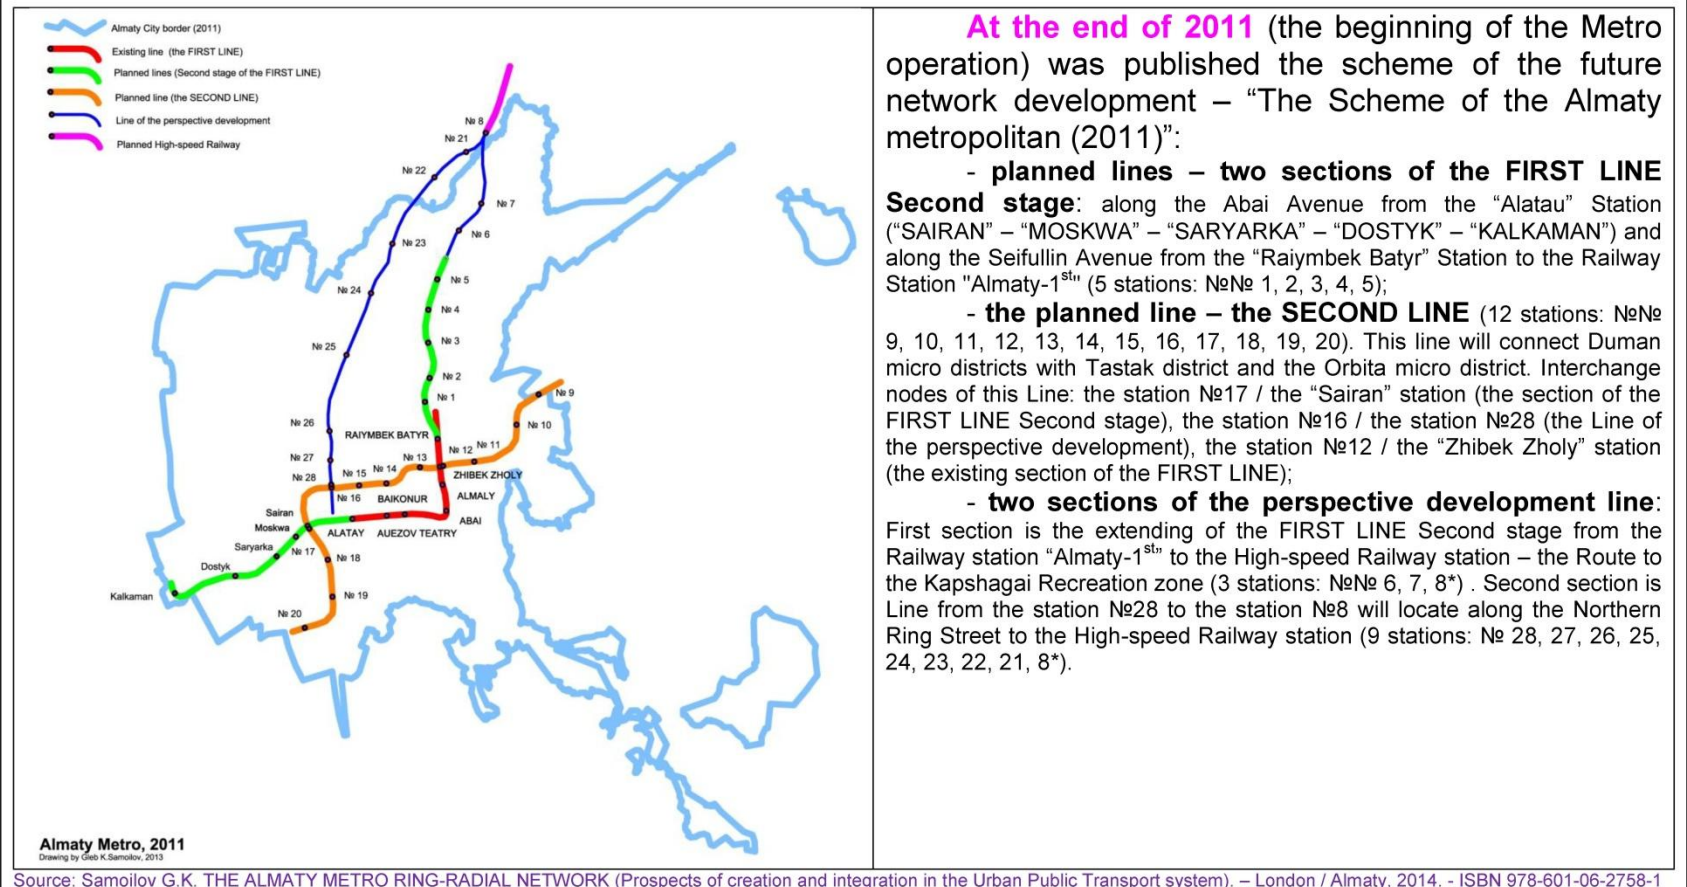 Almaty City border (2011)
Existing line (the FIRST LINE)
Planned lines (Second stage of the FIRST LINE)
Planned line (the SECOND LINE)
Line of the perspective development
Planned High-speed Railway
№ 8
№ 21
№ 22
№ 7
№ 6
№ 23
№ 5
№ 24
№ 4
№ 3
№ 25
№ 2
№ 9
№ 1
№ 26
№ 10
RAIYMBEK BATYR
№ 12
№ 11
№ 27
№ 13
№ 14
№ 15
№ 28
ZHIBEK ZHOLY
№ 16
BAIKONUR
ALMALY
Sairan
ABAI
Moskwa
ALATAY
AUEZOV TEATRY
Saryarka
№ 17
№ 18
Dostyk
Kalkaman
№ 19
№ 20
Almaty Metro, 2011
Drawing by Gleb K.Samoilov, 2013
At the end of 2011 (the beginning of the Metro
operation) was published the scheme of the future
network development – “The Scheme of the Almaty
metropolitan (2011)”:
- planned lines – two sections of the FIRST LINE
Second stage: along the Abai Avenue from the “Alatau” Station
(“SAIRAN” – “MOSKWA” – “SARYARKA” – “DOSTYK” – “KALKAMAN”) and
along the Seifullin Avenue from the “Raiymbek Batyr” Station to the Railway
Station "Almaty-1st" (5 stations: №№ 1, 2, 3, 4, 5);
- the planned line – the SECOND LINE (12 stations: №№
9, 10, 11, 12, 13, 14, 15, 16, 17, 18, 19, 20). This line will connect Duman
micro districts with Tastak district and the Orbita micro district. Interchange
nodes of this Line: the station №17 / the “Sairan” station (the section of the
FIRST LINE Second stage), the station №16 / the station №28 (the Line of
the perspective development), the station №12 / the “Zhibek Zholy” station
(the existing section of the FIRST LINE);
- two sections of the perspective development line:
First section is the extending of the FIRST LINE Second stage from the
Railway station “Almaty-1st” to the High-speed Railway station – the Route to
the Kapshagai Recreation zone (3 stations: №№ 6, 7, 8*) . Second section is
Line from the station №28 to the station №8 will locate along the Northern
Ring Street to the High-speed Railway station (9 stations: № 28, 27, 26, 25,
24, 23, 22, 21, 8*).
Source: Samoilov G.K. THE ALMATY METRO RING-RADIAL NETWORK (Prospects of creation and integration in the Urban Public Transport system). – London / Almaty, 2014. - ISBN 978-601-06-2758-1